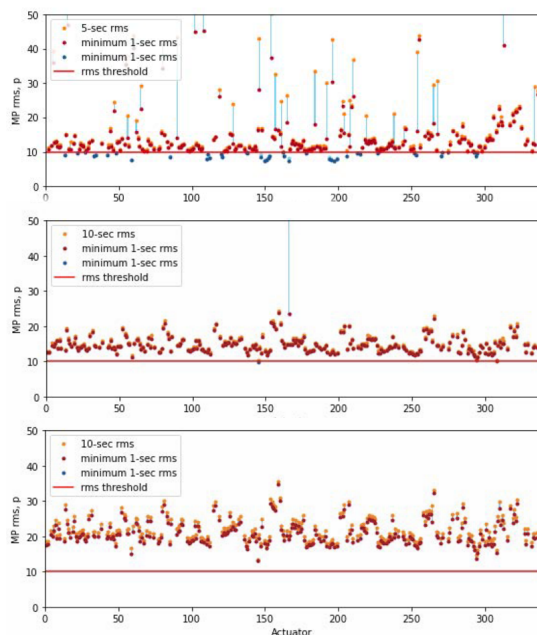 50
40
30
20
10
0
MP rms, p
5-sec rms
minimum 1-sec rms
minimum 1-sec rms
rms threshold
0 50 100 150 200 250 300
50
40
30
20
10
0
MP rms, p
10-sec rms
minimum 1-sec rms
minimum 1-sec rms
rms threshold
0 50 100 150 200 250 300
50
40
30
20
10
0
MP rms, p
10-sec rms
minimum 1-sec rms
minimum 1-sec rms
rms threshold
0 50 100 150 200 250 300
Actuator